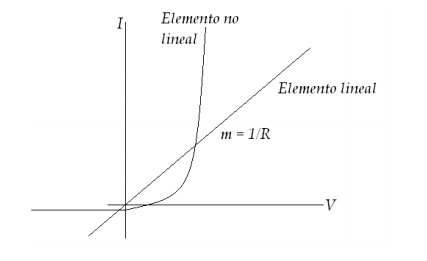 I
Elemento no
lineal
Elemento lineal
m = 1/R
V